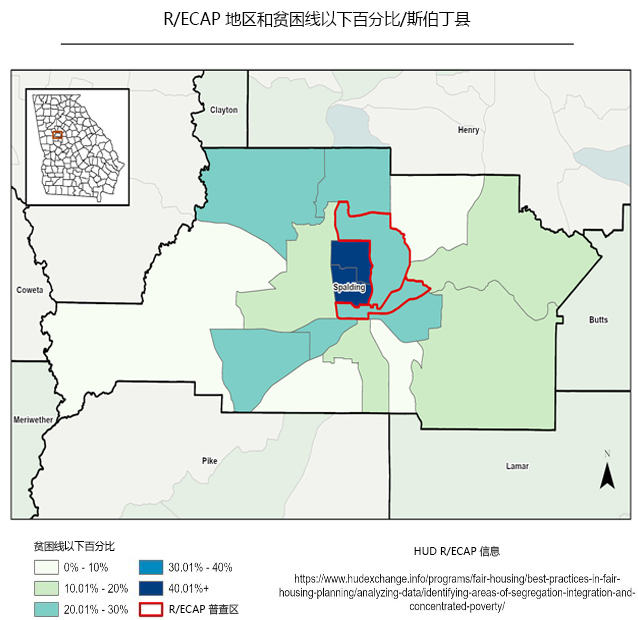 R/ECAP 地区和贫困线以下百分比/斯伯丁县
Clayton
Henry
Spalding
Coweta
Butts
Meriwether
Pike
Lamar
N
贫困线以下百分比
0% - 10%
30.01% - 40%
10.01% - 20%
40.01%+
20.01% - 30%
R/ECAP 普查区
HUD R/ECAP 信息
https://www.hudexchange.info/programs/fair-housing/best-practices-in-fair-
housing-planning/analyzing-data/identifying-areas-of-segregation-integration-and-
concentrated-poverty/